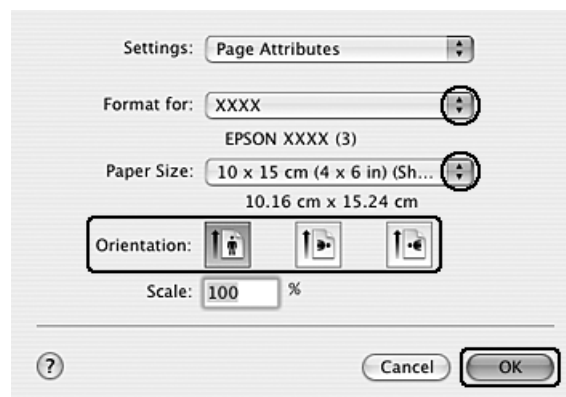 Settings: Page Attributes
Format for: XXXX
EPSON XXXX (3)
Paper Size: 10 x 15 cm (4 x 6 in) (Sh...
10.16 cm x 15.24 cm
Orientation:
Scale: 100 %
? Cancel OK